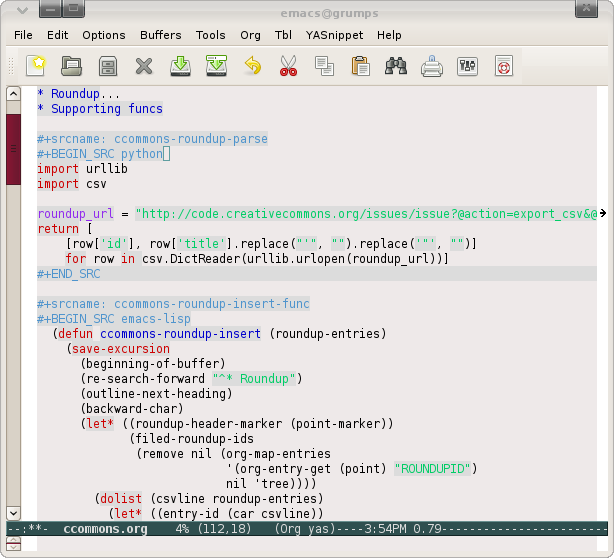 emacs@grumps
File Edit Options Buffers Tools Org Tbl YASnippet Help
* Roundup...
* Supporting funcs
#+srcname: ccommons-roundup-parse
#+BEGIN_SRC python
import urllib
import csv
roundup_url = "http://code.creativecommons.org/issues/issue?@action=export_csv&@
return [
[row['id'], row['title'].replace("'", "").replace('"', "")]
for row in csv.DictReader(urllib.urlopen(roundup_url))]
#+END_SRC
#+srcname: ccommons-roundup-insert-func
#+BEGIN_SRC emacs-lisp
(defun ccommons-roundup-insert (roundup-entries)
(save-excursion
(beginning-of-buffer)
(re-search-forward "^* Roundup")
(outline-next-heading)
(backward-char)
(let* ((roundup-header-marker (point-marker))
(filed-roundup-ids
(remove nil (org-map-entries
'(org-entry-get (point) "ROUNDUPID")
nil 'tree))))
(dolist (csvline roundup-entries)
(let* ((entry-id (car csvline))
--:**- ccommons.org 4% (112,18) (Org yas)----3:54PM 0.79------------------------